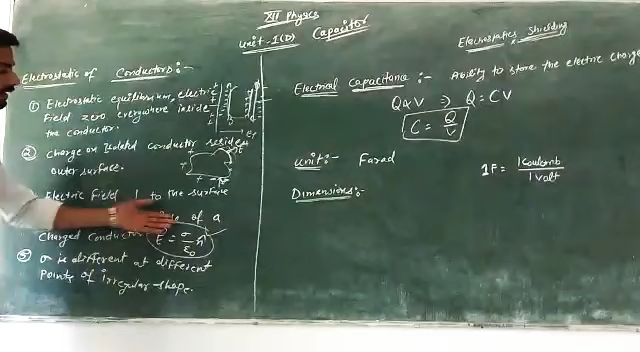 XII Physics
Unit-1(D) Capacitor
Electrostatics Shielding
Electrostatic of Conductors:-
① Electrostatic equilibrium, electric
field zero everywhere inside
the conductor.
② Charge on Isolated conductor resides
outer surface.
Electric field ⊥ to the surface
of a
Charged Conductor
E = σ/ε₀ n̂
⑤ σ is different at different
Points of irregular shape.
Electrical Capacitance :- Ability to store the electric charge
Q∝V ⇒ Q = CV
C = Q/V
Unit:- Farad
1F = 1Coulomb/1volt
Dimensions:-